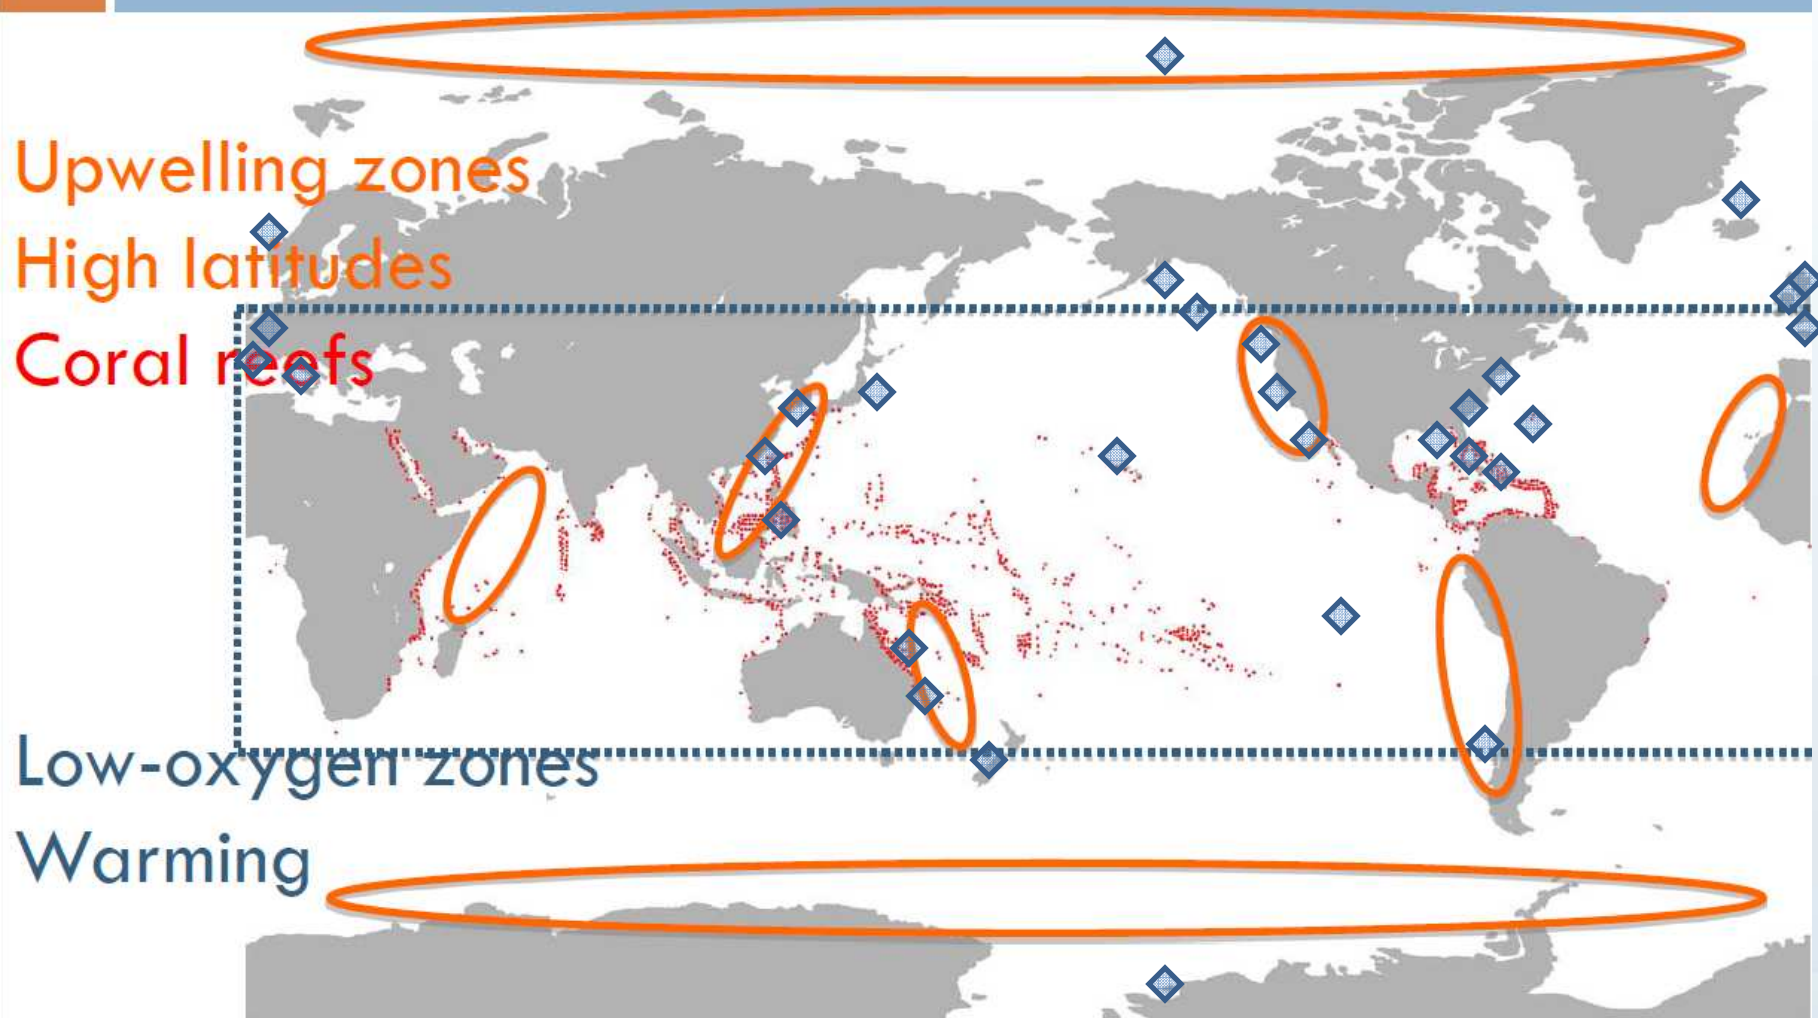 Upwelling zones
High latitudes
Coral reefs
Low-oxygen zones
Warming